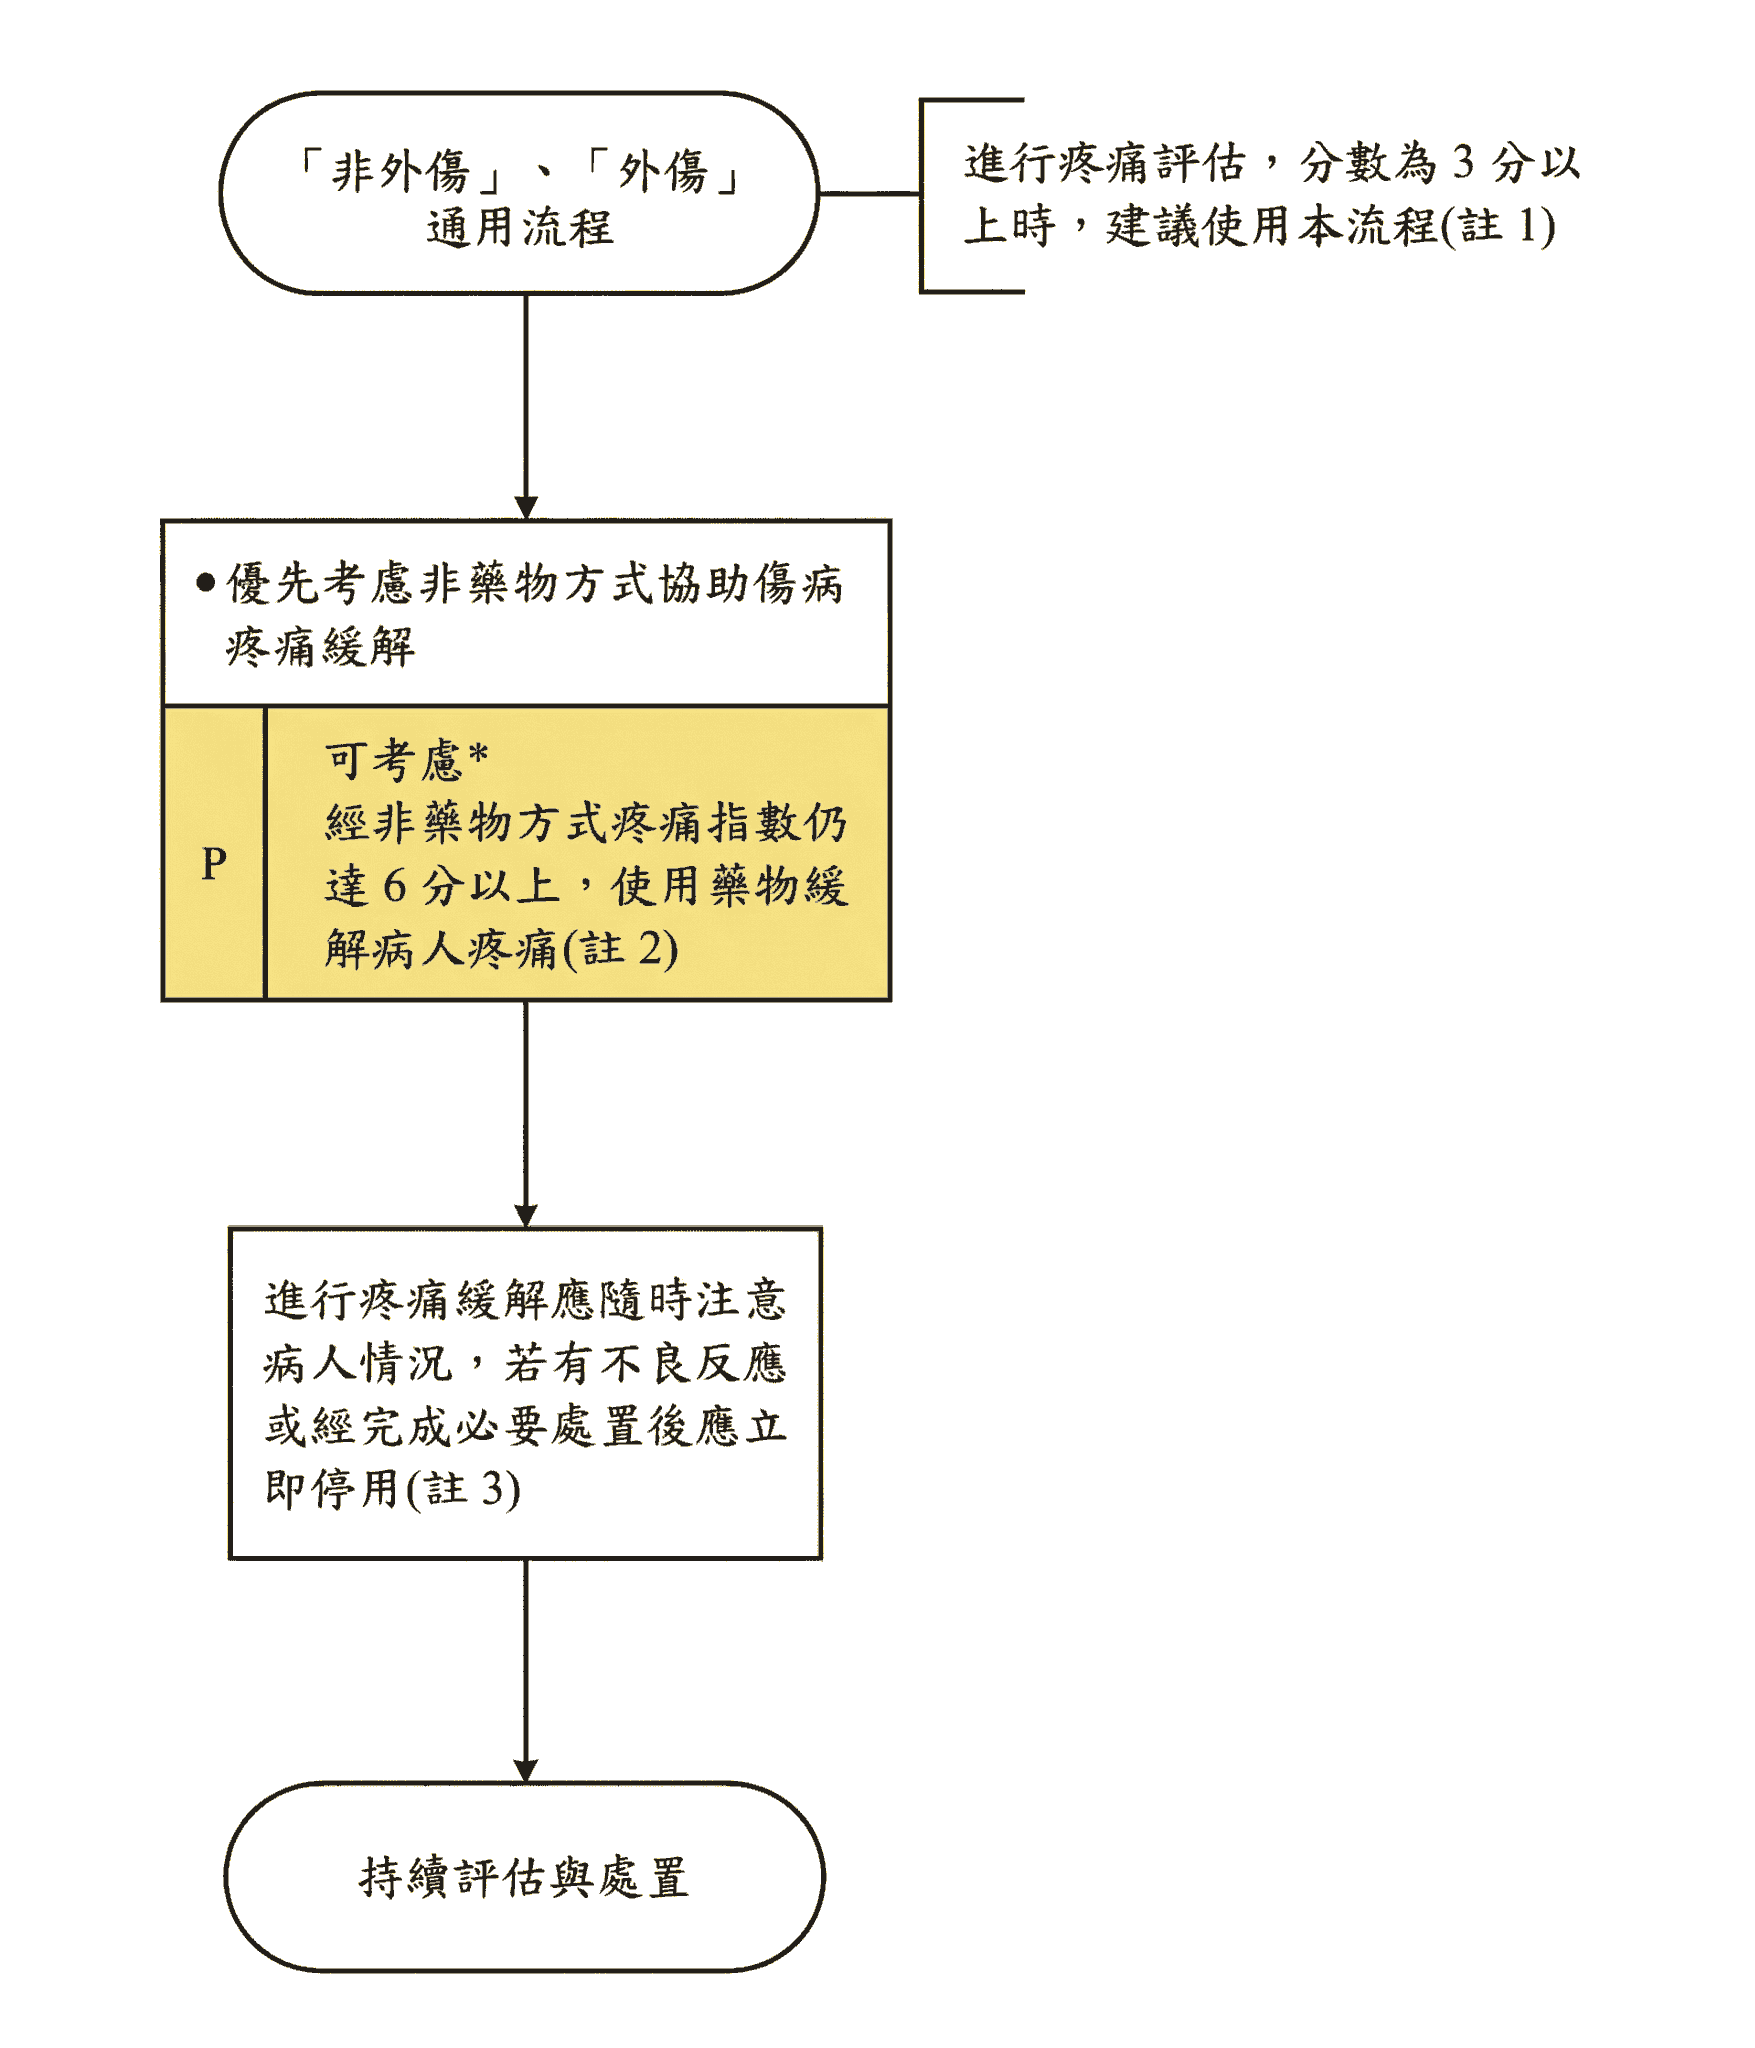 「非外傷」、「外傷」
通用流程
進行疼痛評估，分數為 3 分以
上時，建議使用本流程(註 1)
●優先考慮非藥物方式協助傷病
疼痛緩解
P
可考慮*
經非藥物方式疼痛指數仍
達 6 分以上，使用藥物緩
解病人疼痛(註 2)
進行疼痛緩解應隨時注意
病人情況，若有不良反應
或經完成必要處置後應立
即停用(註 3)
持續評估與處置